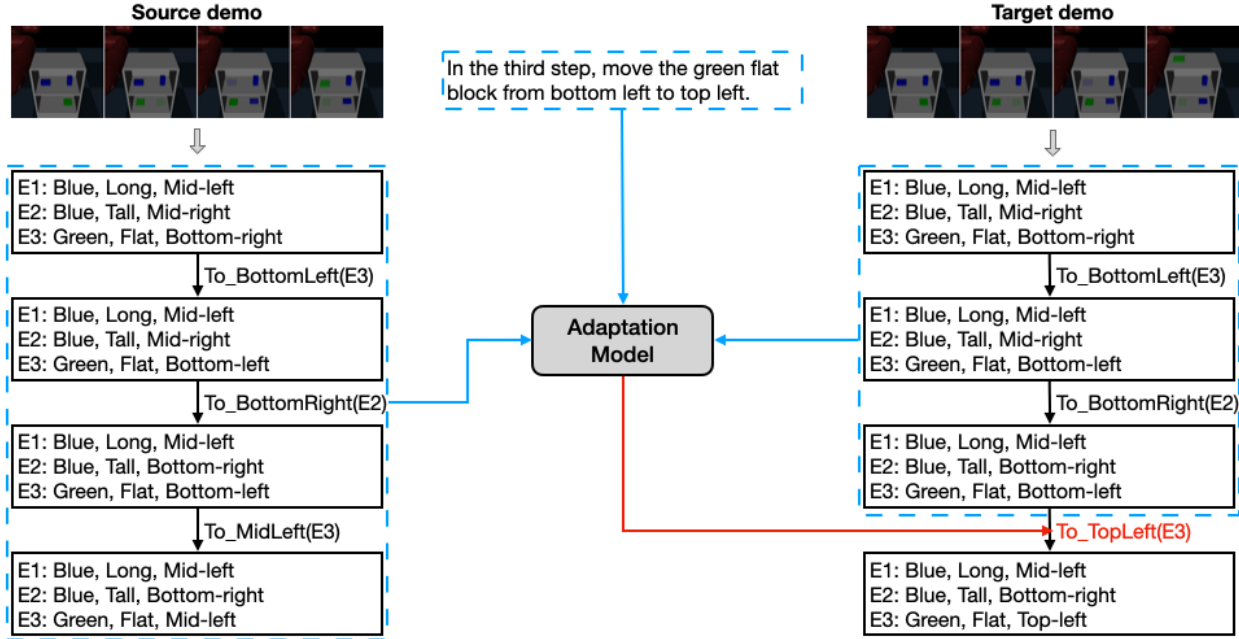 Source demo
E1: Blue, Long, Mid-left
E2: Blue, Tall, Mid-right
E3: Green, Flat, Bottom-right
To_BottomLeft(E3)
E1: Blue, Long, Mid-left
E2: Blue, Tall, Mid-right
E3: Green, Flat, Bottom-left
To_BottomRight(E2)
E1: Blue, Long, Mid-left
E2: Blue, Tall, Bottom-right
E3: Green, Flat, Bottom-left
To_MidLeft(E3)
E1: Blue, Long, Mid-left
E2: Blue, Tall, Bottom-right
E3: Green, Flat, Mid-left
In the third step, move the green flat
block from bottom left to top left.
Adaptation
Model
Target demo
E1: Blue, Long, Mid-left
E2: Blue, Tall, Mid-right
E3: Green, Flat, Bottom-right
To_BottomLeft(E3)
E1: Blue, Long, Mid-left
E2: Blue, Tall, Mid-right
E3: Green, Flat, Bottom-left
To_BottomRight(E2)
E1: Blue, Long, Mid-left
E2: Blue, Tall, Bottom-right
E3: Green, Flat, Bottom-left
To_TopLeft(E3)
E1: Blue, Long, Mid-left
E2: Blue, Tall, Bottom-right
E3: Green, Flat, Top-left